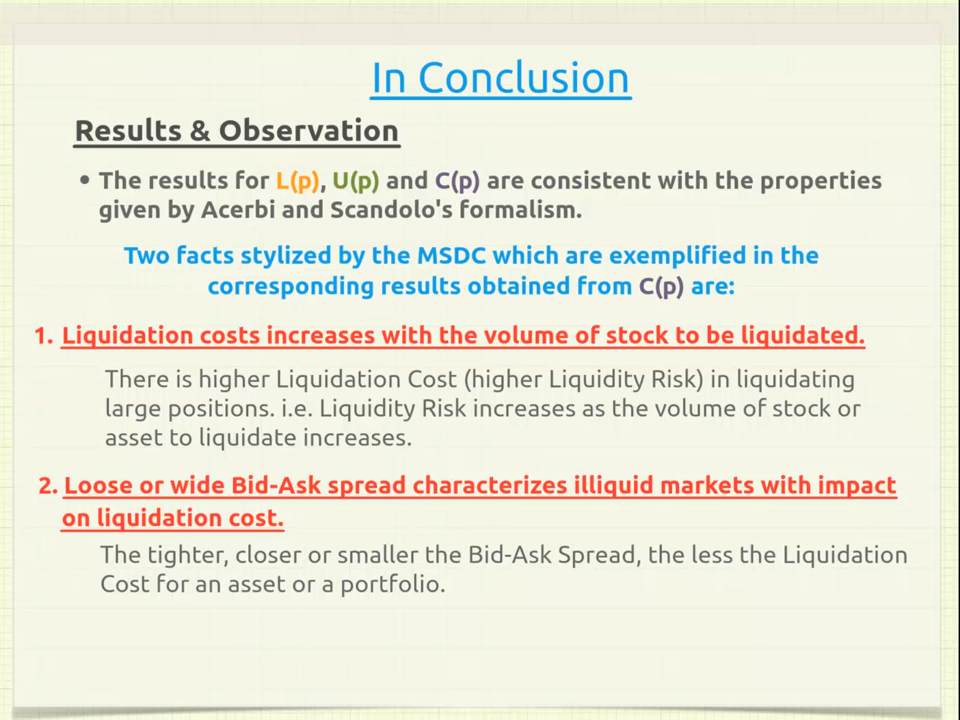 In Conclusion
Results & Observation
• The results for L(p), U(p) and C(p) are consistent with the properties
given by Acerbi and Scandolo's formalism.
Two facts stylized by the MSDC which are exemplified in the
corresponding results obtained from C(p) are:
1. Liquidation costs increases with the volume of stock to be liquidated.
There is higher Liquidation Cost (higher Liquidity Risk) in liquidating
large positions. i.e. Liquidity Risk increases as the volume of stock or
asset to liquidate increases.
2. Loose or wide Bid-Ask spread characterizes illiquid markets with impact
on liquidation cost.
The tighter, closer or smaller the Bid-Ask Spread, the less the Liquidation
Cost for an asset or a portfolio.